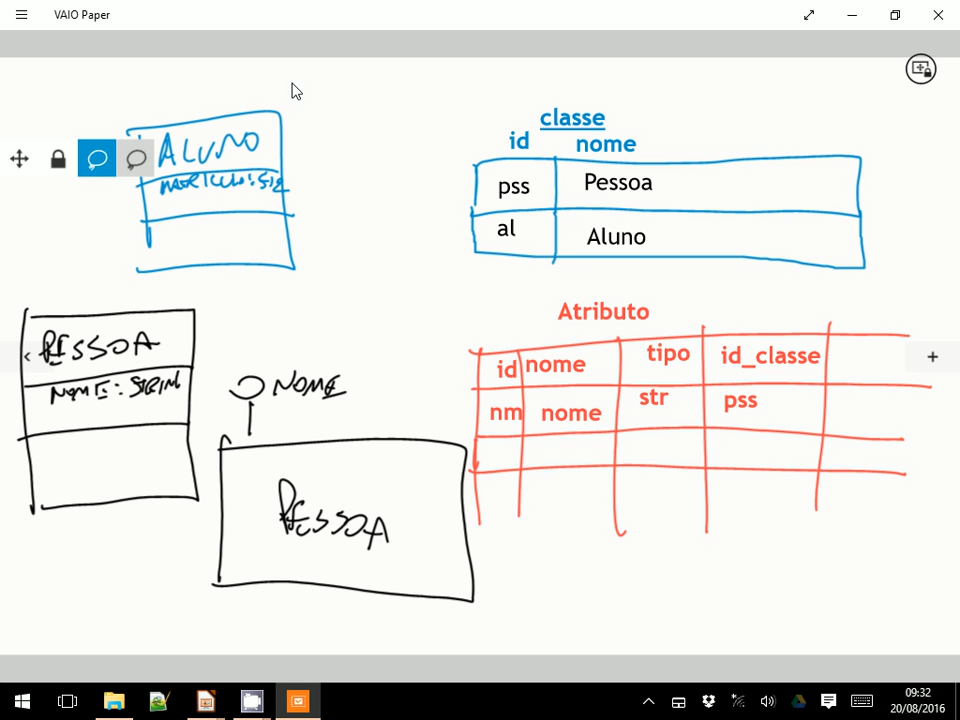 VAIO Paper
ALUNO
classe
id nome
pss Pessoa
al Aluno
PESSOA
NOME: STRIN
NOME
PESSOA
Atributo
id nome tipo id_classe
nm nome str pss
09:32
20/08/2016